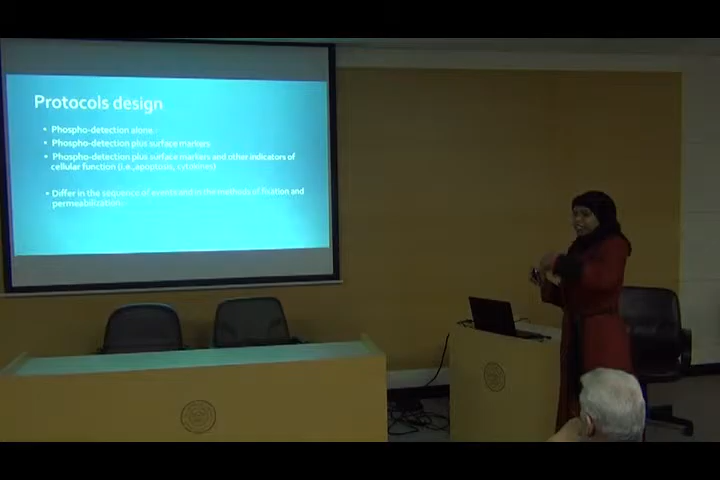 Protocols design
• Phospho-detection alone.
• Phospho-detection plus surface markers
• Phospho-detection plus surface markers and other indicators of
cellular function (i.e.,apoptosis, cytokines)
• Differ in the sequence of events and in the methods of fixation and
permeabilization.